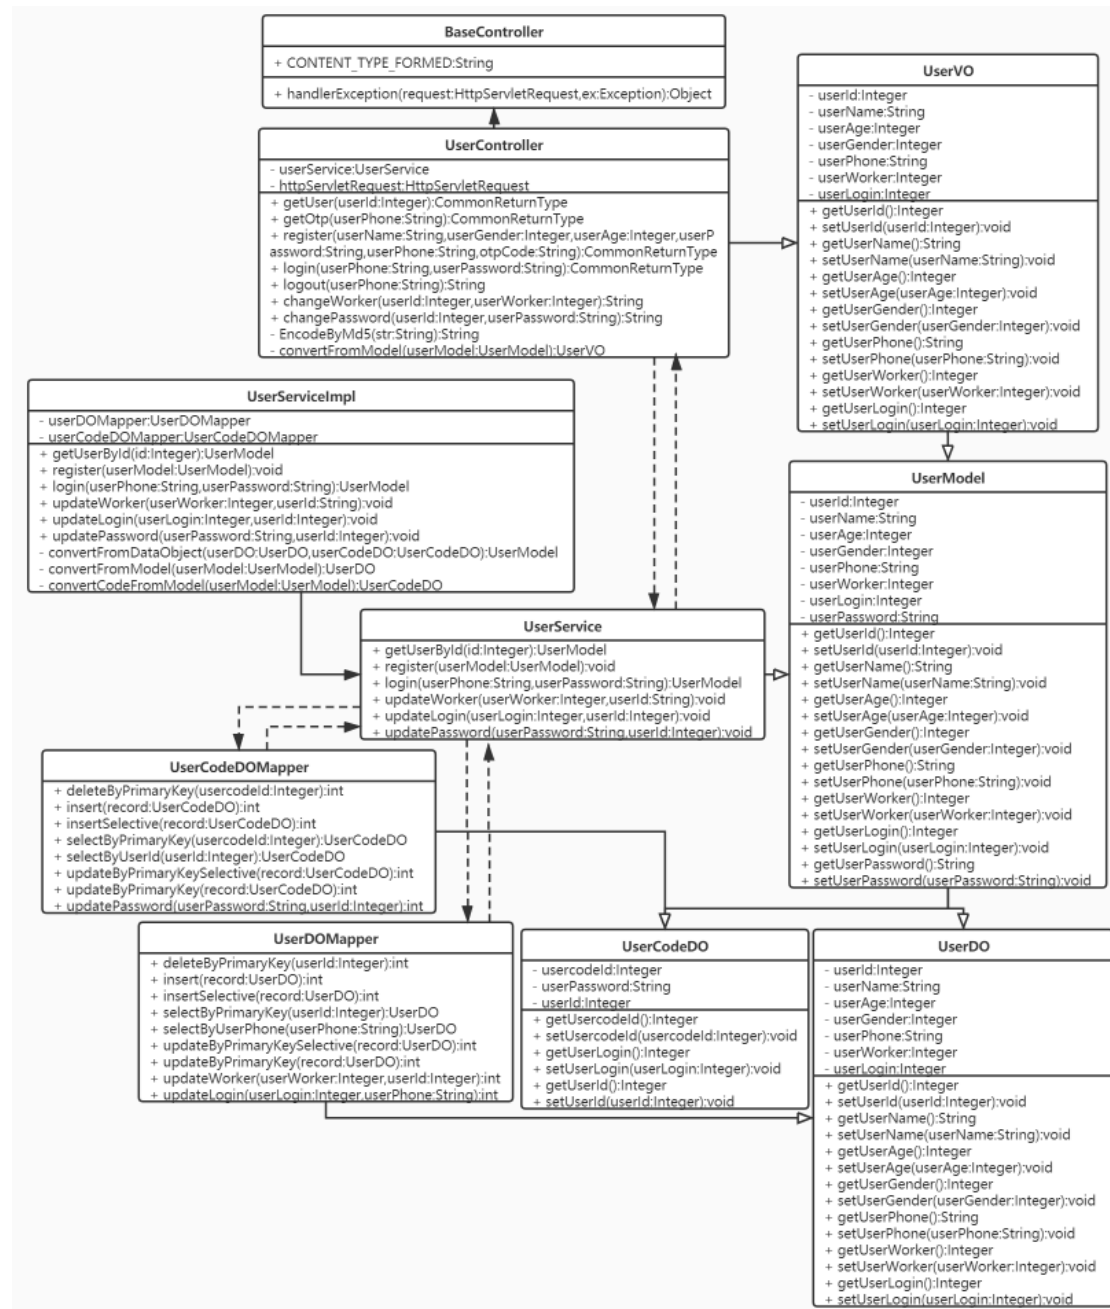 BaseController
+ CONTENT_TYPE_FORMED:String
+ handlerException(request:HttpServletRequest,ex:Exception):Object
UserController
- userService:UserService
- httpServletRequest:HttpServletRequest
+ getUser(userId:Integer):CommonReturnType
+ getOtp(userPhone:String):CommonReturnType
+ register(userName:String,userGender:Integer,userAge:Integer,userP
assword:String,userPhone:String,otpCode:String):CommonReturnType
+ login(userPhone:String,userPassword:String):CommonReturnType
+ logout(userPhone:String):String
+ changeWorker(userId:Integer,userWorker:Integer):String
+ changePassword(userId:Integer,userPassword:String):String
- EncodeByMd5(str:String):String
- convertFromModel(userModel:UserModel):UserVO
UserVO
- userId:Integer
- userName:String
- userAge:Integer
- userGender:Integer
- userPhone:String
- userWorker:Integer
- userLogin:Integer
+ getUserId():Integer
+ setUserId(userId:Integer):void
+ getUserName():String
+ setUserName(userName:String):void
+ getUserAge():Integer
+ setUserAge(userAge:Integer):void
+ getUserGender():Integer
+ setUserGender(userGender:Integer):void
+ getUserPhone():String
+ setUserPhone(userPhone:String):void
+ getUserWorker():Integer
+ setUserWorker(userWorker:Integer):void
+ getUserLogin():Integer
+ setUserLogin(userLogin:Integer):void
UserServiceImpl
- userDOMapper:UserDOMapper
- userCodeDOMapper:UserCodeDOMapper
+ getUserById(id:Integer):UserModel
+ register(userModel:UserModel):void
+ login(userPhone:String,userPassword:String):UserModel
+ updateWorker(userWorker:Integer,userId:String):void
+ updateLogin(userLogin:Integer,userId:Integer):void
+ updatePassword(userPassword:String,userId:Integer):void
- convertFromDataObject(userDO:UserDO,userCodeDO:UserCodeDO):UserModel
- convertFromModel(userModel:UserModel):UserDO
- convertCodeFromModel(userModel:UserModel):UserCodeDO
UserModel
- userId:Integer
- userName:String
- userAge:Integer
- userGender:Integer
- userPhone:String
- userWorker:Integer
- userLogin:Integer
- userPassword:String
+ getUserId():Integer
+ setUserId(userId:Integer):void
+ getUserName():String
+ setUserName(userName:String):void
+ getUserAge():Integer
+ setUserAge(userAge:Integer):void
+ getUserGender():Integer
+ setUserGender(userGender:Integer):void
+ getUserPhone():String
+ setUserPhone(userPhone:String):void
+ getUserWorker():Integer
+ setUserWorker(userWorker:Integer):void
+ getUserLogin():Integer
+ setUserLogin(userLogin:Integer):void
+ getUserPassword():String
+ setUserPassword(userPassword:String):void
UserService
+ getUserById(id:Integer):UserModel
+ register(userModel:UserModel):void
+ login(userPhone:String,userPassword:String):UserModel
+ updateWorker(userWorker:Integer,userId:String):void
+ updateLogin(userLogin:Integer,userId:Integer):void
+ updatePassword(userPassword:String,userId:Integer):void
UserCodeDOMapper
+ deleteByPrimaryKey(usercodeId:Integer):int
+ insert(record:UserCodeDO):int
+ insertSelective(record:UserCodeDO):int
+ selectByPrimaryKey(usercodeId:Integer):UserCodeDO
+ selectByUserId(userId:Integer):UserCodeDO
+ updateByPrimaryKeySelective(record:UserCodeDO):int
+ updateByPrimaryKey(record:UserCodeDO):int
+ updatePassword(userPassword:String,userId:Integer):int
UserDOMapper
+ deleteByPrimaryKey(userId:Integer):int
+ insert(record:UserDO):int
+ insertSelective(record:UserDO):int
+ selectByPrimaryKey(userId:Integer):UserDO
+ selectByUserPhone(userPhone:String):UserDO
+ updateByPrimaryKeySelective(record:UserDO):int
+ updateByPrimaryKey(record:UserDO):int
+ updateWorker(userWorker:Integer,userId:Integer):int
+ updateLogin(userLogin:Integer,userPhone:String):int
UserCodeDO
- usercodeId:Integer
- userPassword:String
- userId:Integer
+ getUsercodeId():Integer
+ setUsercodeId(usercodeId:Integer):void
+ getUserLogin():Integer
+ setUserLogin(userLogin:Integer):void
+ getUserId():Integer
+ setUserId(userId:Integer):void
UserDO
- userId:Integer
- userName:String
- userAge:Integer
- userGender:Integer
- userPhone:String
- userWorker:Integer
- userLogin:Integer
+ getUserId():Integer
+ setUserId(userId:Integer):void
+ getUserName():String
+ setUserName(userName:String):void
+ getUserAge():Integer
+ setUserAge(userAge:Integer):void
+ getUserGender():Integer
+ setUserGender(userGender:Integer):void
+ getUserPhone():String
+ setUserPhone(userPhone:String):void
+ getUserWorker():Integer
+ setUserWorker(userWorker:Integer):void
+ getUserLogin():Integer
+ setUserLogin(userLogin:Integer):void